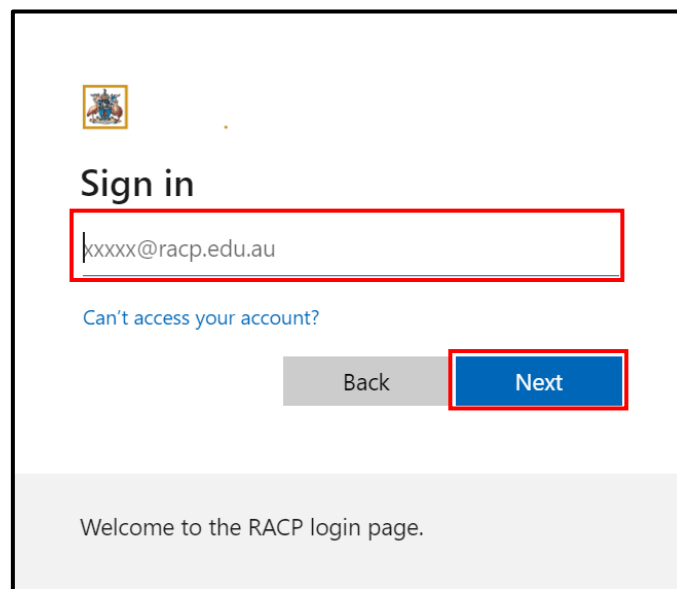 Sign in
xxxxx@racp.edu.au
Can't access your account?
Back Next
Welcome to the RACP login page.